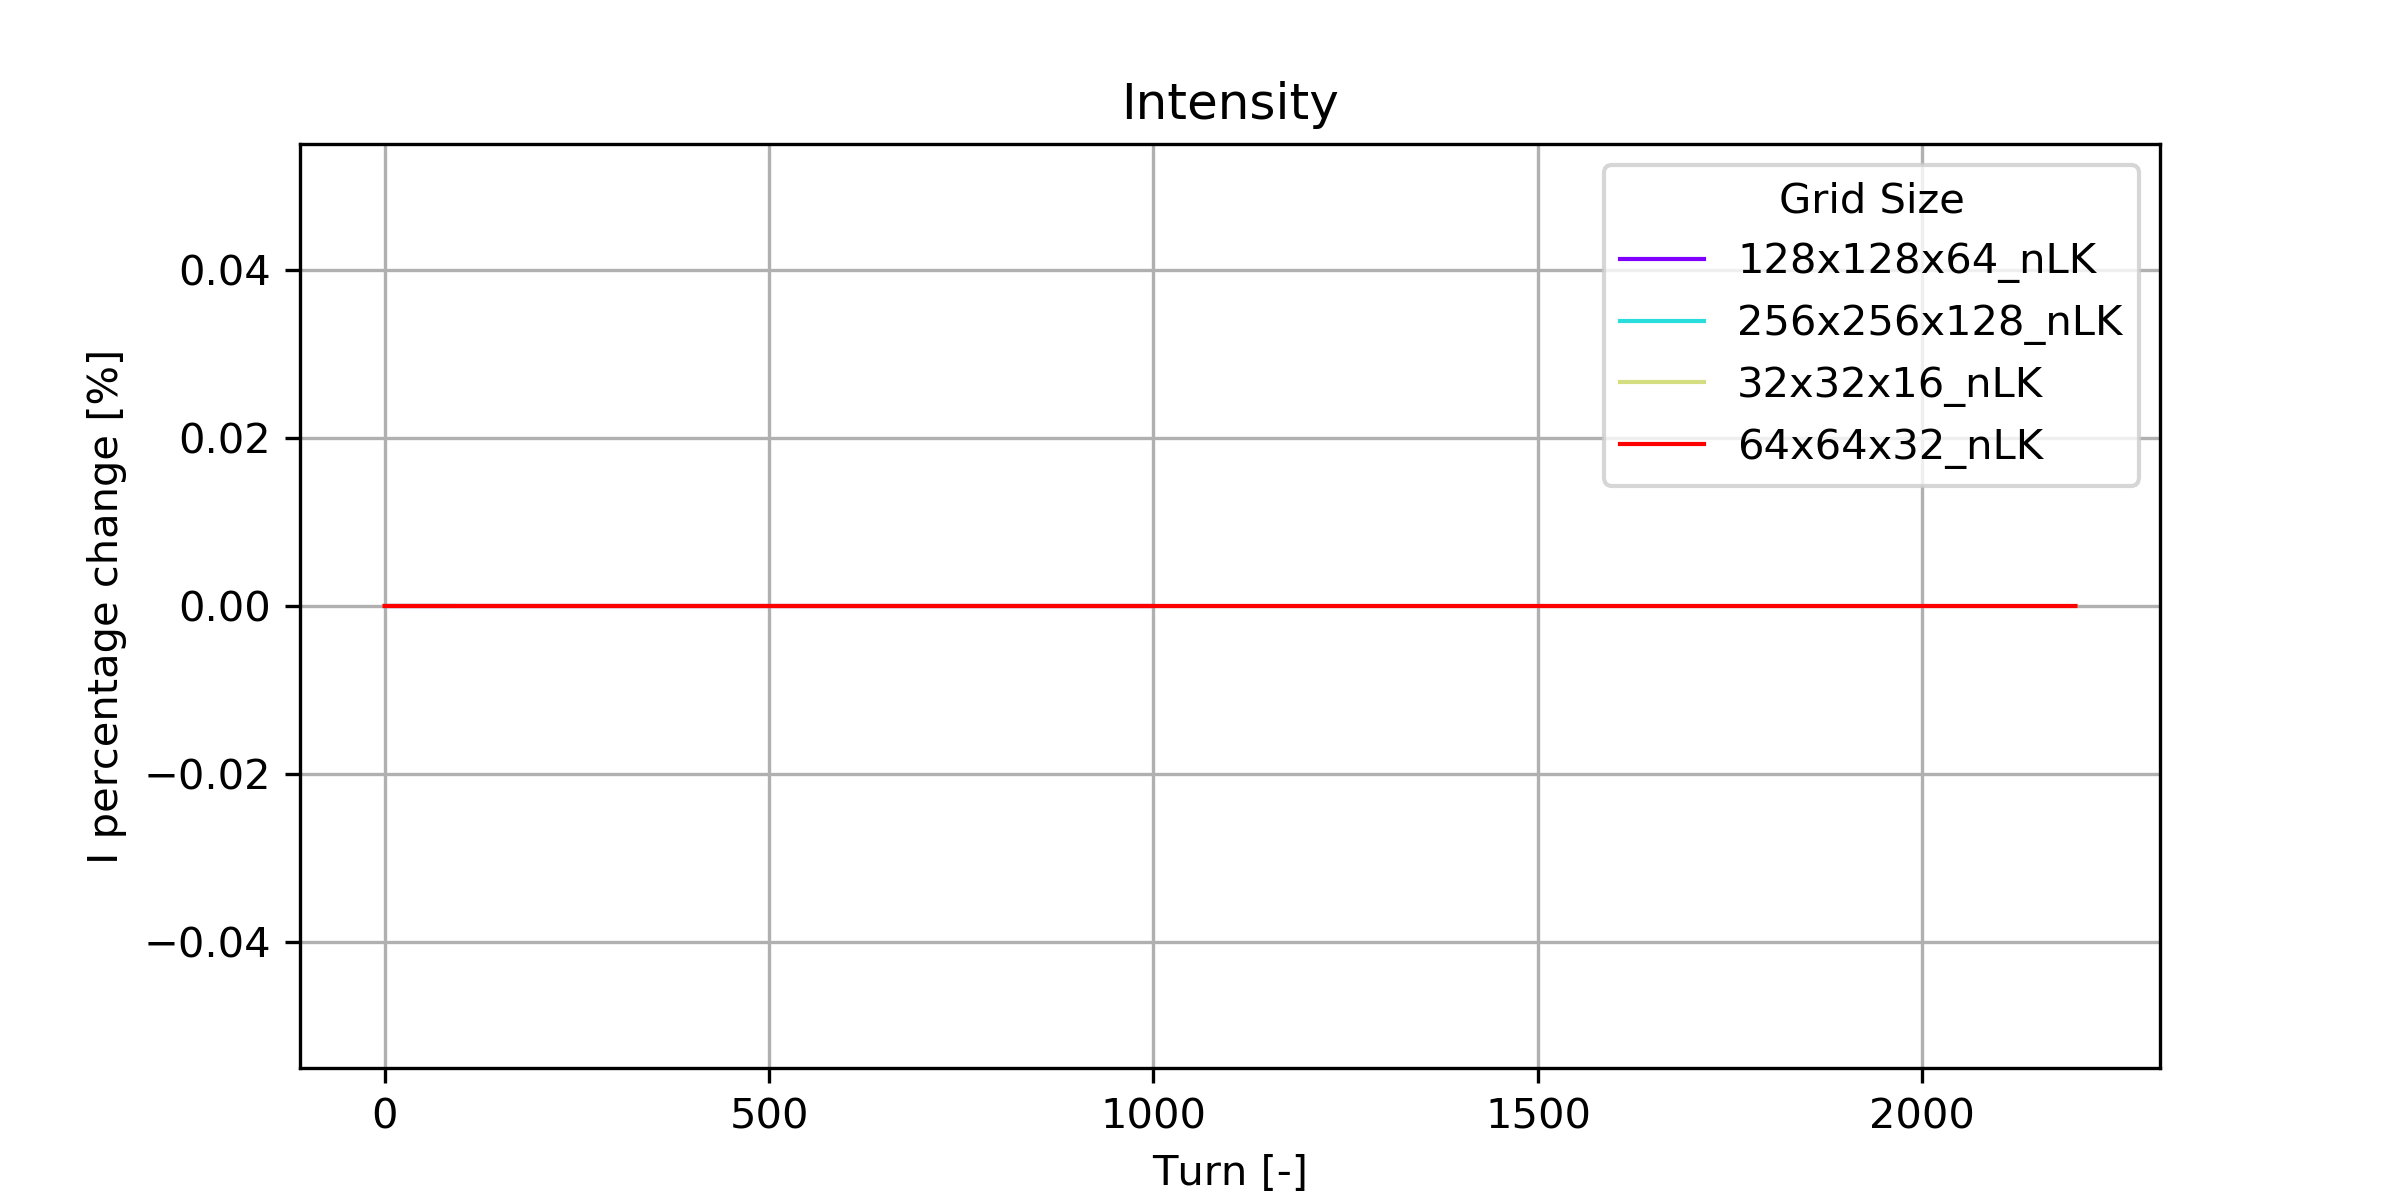 Intensity
Grid Size
128x128x64_nLK
256x256x128_nLK
32x32x16_nLK
64x64x32_nLK
I percentage change [%]
0.04
0.02
0.00
−0.02
−0.04
0 500 1000 1500 2000
Turn [-]